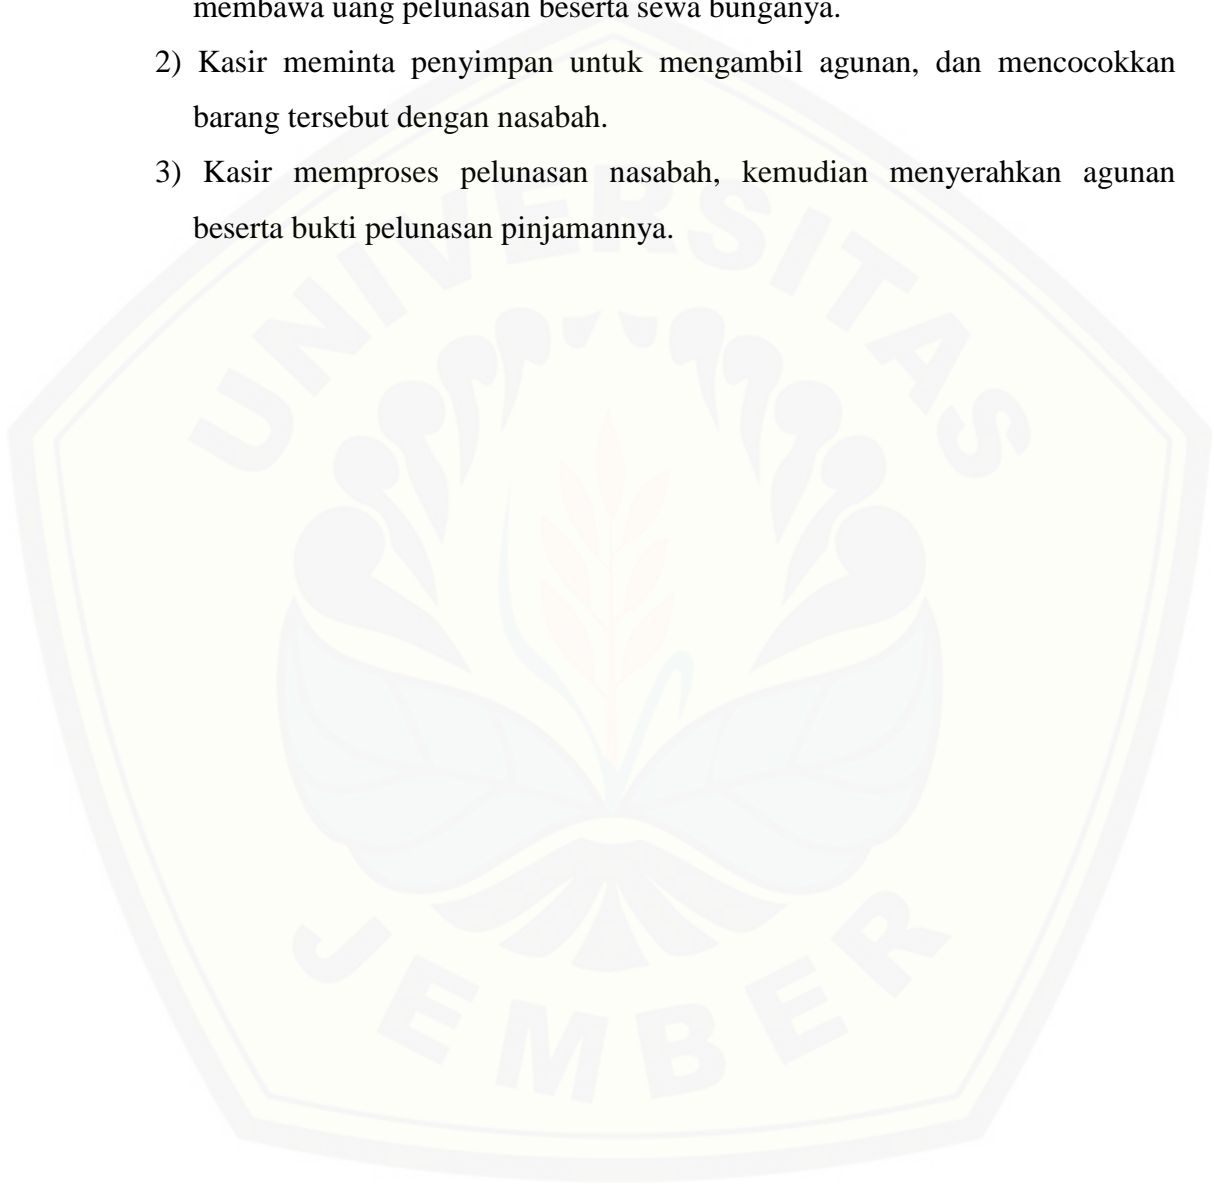 membawa uang pelunasan beserta sewa bunganya.
2) Kasir meminta penyimpan untuk mengambil agunan, dan mencocokkan
barang tersebut dengan nasabah.
3) Kasir memproses pelunasan nasabah, kemudian menyerahkan agunan
beserta bukti pelunasan pinjamannya.
UNIVERSITAS
JEMBER